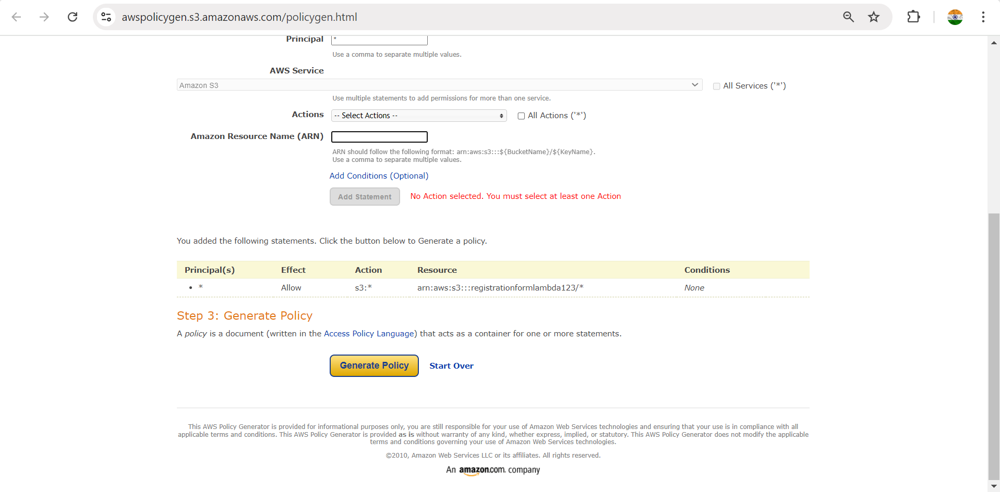 awspolicygen.s3.amazonaws.com/policygen.html
Principal *
Use a comma to separate multiple values.
AWS Service
Amazon S3 All Services ('*')
Use multiple statements to add permissions for more than one service.
Actions -- Select Actions -- All Actions ('*')
Amazon Resource Name (ARN)
ARN should follow the following format: arn:aws:s3:::${BucketName}/${KeyName}.
Use a comma to separate multiple values.
Add Conditions (Optional)
Add Statement No Action selected. You must select at least one Action
You added the following statements. Click the button below to Generate a policy.
Principal(s) Effect Action Resource Conditions
• * Allow s3:* arn:aws:s3:::registrationformlambda123/* None
Step 3: Generate Policy
A policy is a document (written in the Access Policy Language) that acts as a container for one or more statements.
Generate Policy Start Over
This AWS Policy Generator is provided for informational purposes only, you are still responsible for your use of Amazon Web Services technologies and ensuring that your use is in compliance with all
applicable terms and conditions. This AWS Policy Generator is provided as is without warranty of any kind, whether express, implied, or statutory. This AWS Policy Generator does not modify the applicable
terms and conditions governing your use of Amazon Web Services technologies.
©2010, Amazon Web Services LLC or its affiliates. All rights reserved.
An amazon.com. company